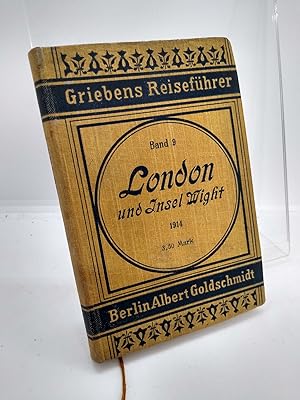 Griebens Reiseführer
Band 9
London
und Insel Wight
1914
3,50 Mark
Berlin Albert Goldschmidt